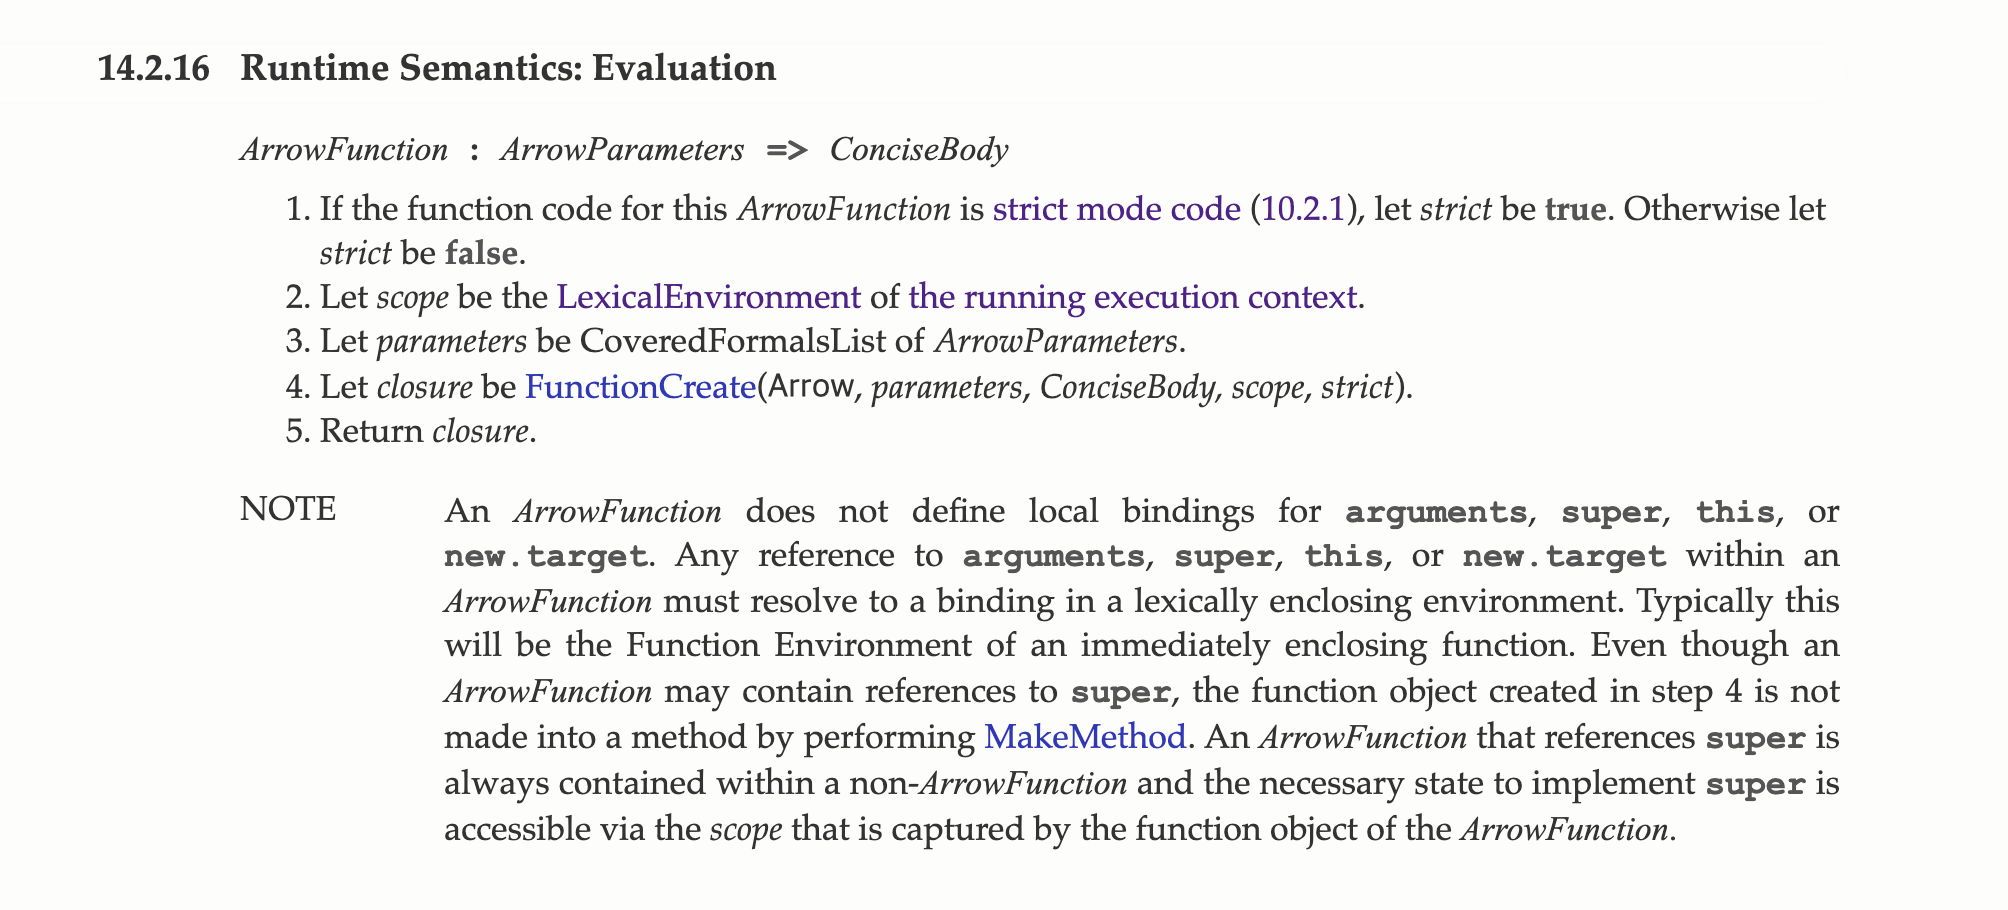 14.2.16 Runtime Semantics: Evaluation
ArrowFunction : ArrowParameters => ConciseBody
1. If the function code for this ArrowFunction is strict mode code (10.2.1), let strict be true. Otherwise let
strict be false.
2. Let scope be the LexicalEnvironment of the running execution context.
3. Let parameters be CoveredFormalsList of ArrowParameters.
4. Let closure be FunctionCreate(Arrow, parameters, ConciseBody, scope, strict).
5. Return closure.
NOTE An ArrowFunction does not define local bindings for arguments, super, this, or
new.target. Any reference to arguments, super, this, or new.target within an
ArrowFunction must resolve to a binding in a lexically enclosing environment. Typically this
will be the Function Environment of an immediately enclosing function. Even though an
ArrowFunction may contain references to super, the function object created in step 4 is not
made into a method by performing MakeMethod. An ArrowFunction that references super is
always contained within a non-ArrowFunction and the necessary state to implement super is
accessible via the scope that is captured by the function object of the ArrowFunction.